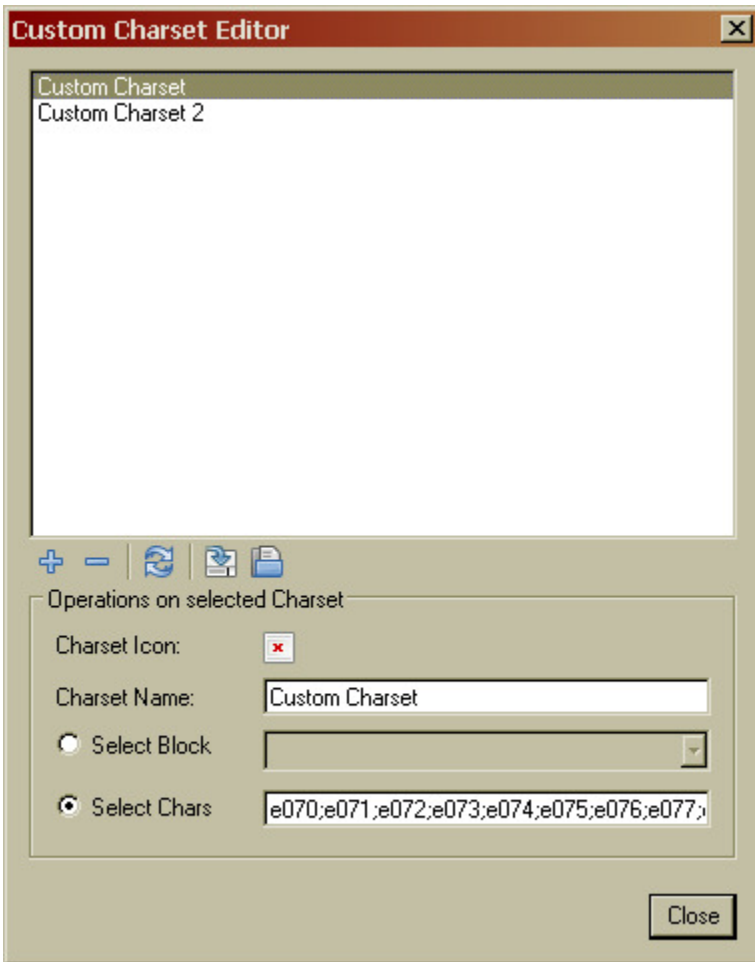 Custom Charset Editor
Custom Charset
Custom Charset 2
Operations on selected Charset
Charset Icon:
Charset Name: Custom Charset
Select Block
Select Chars e070;e071;e072;e073;e074;e075;e076;e077;
Close